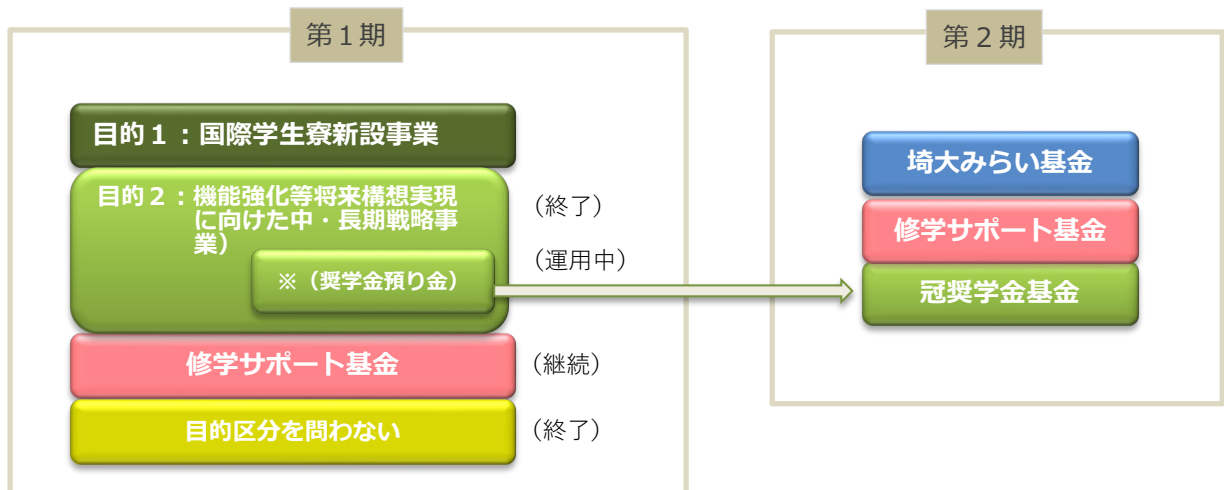 第１期
目的１：国際学生寮新設事業
目的２：機能強化等将来構想実現
に向けた中・長期戦略事
業）
（終了）
（運用中）
※（奨学金預り金）
修学サポート基金
（継続）
目的区分を問わない
（終了）
第２期
埼大みらい基金
修学サポート基金
冠奨学金基金